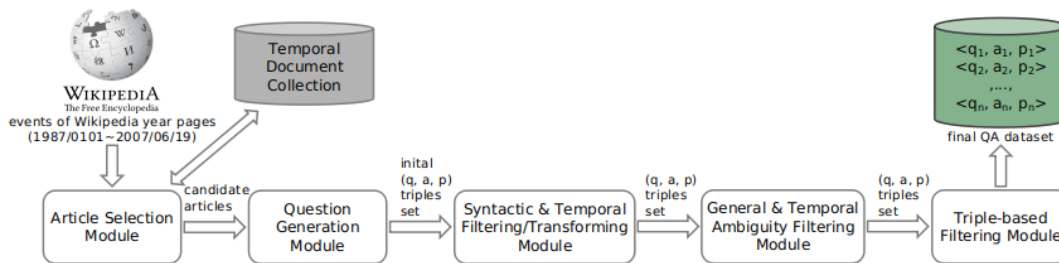 WIKIPEDIA
The Free Encyclopedia
events of Wikipedia year pages
(1987/0101~2007/06/19)
Temporal
Document
Collection
<q1, a1, p1>
<q2, a2, p2>
,...,
<qn, an, pn>
final QA dataset
Article Selection
Module
candidate
articles
Question
Generation
Module
inital
(q, a, p)
triples
set
Syntactic & Temporal
Filtering/Transforming
Module
(q, a, p)
triples
set
General & Temporal
Ambiguity Filtering
Module
(q, a, p)
triples
set
Triple-based
Filtering Module